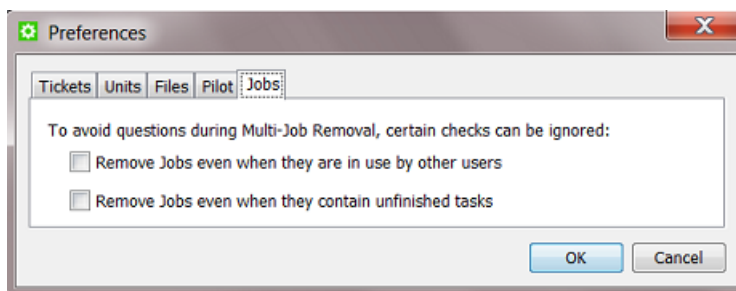 Preferences
Tickets Units Files Pilot Jobs
To avoid questions during Multi-Job Removal, certain checks can be ignored:
Remove Jobs even when they are in use by other users
Remove Jobs even when they contain unfinished tasks
OK Cancel